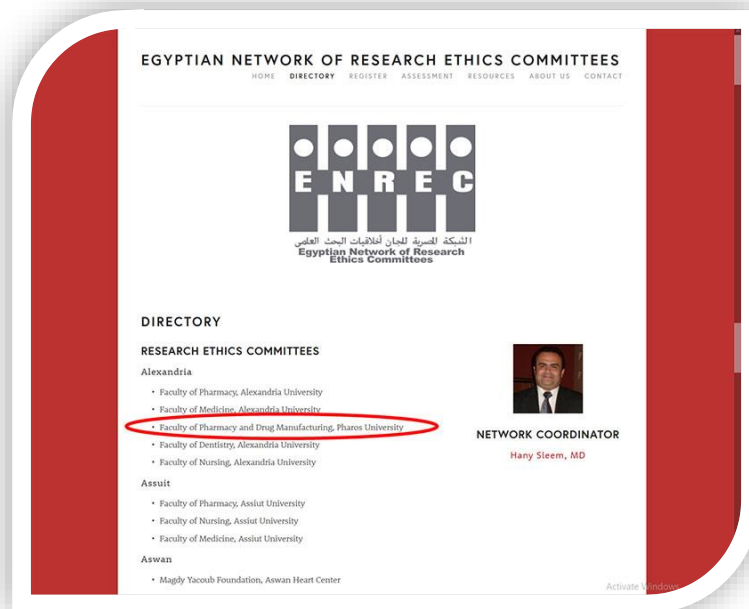 EGYPTIAN NETWORK OF RESEARCH ETHICS COMMITTEES
HOME DIRECTORY REGISTER ASSESSMENT RESOURCES ABOUT US CONTACT
ENREC
الشبكة المصرية للجان أخلاقيات البحث العلمى
Egyptian Network of Research
Ethics Committees
DIRECTORY
RESEARCH ETHICS COMMITTEES
Alexandria
• Faculty of Pharmacy, Alexandria University
• Faculty of Medicine, Alexandria University
• Faculty of Pharmacy and Drug Manufacturing, Pharos University
• Faculty of Dentistry, Alexandria University
• Faculty of Nursing, Alexandria University
Assuit
• Faculty of Pharmacy, Assiut University
• Faculty of Nursing, Assiut University
• Faculty of Medicine, Assiut University
Aswan
• Magdy Yacoub Foundation, Aswan Heart Center
NETWORK COORDINATOR
Hany Sleem, MD
Activate Windows